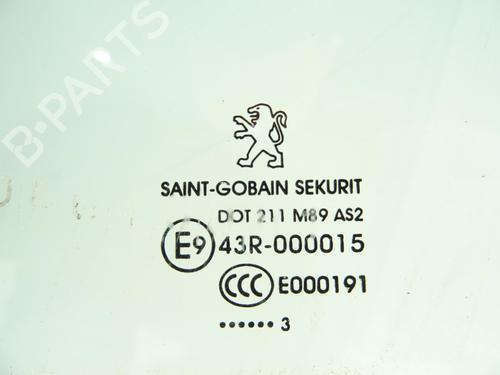 B-PARTS
SAINT-GOBAIN SEKURIT
DOT 211 M89 AS2
E9 43R-000015
CCC E000191
...... 3